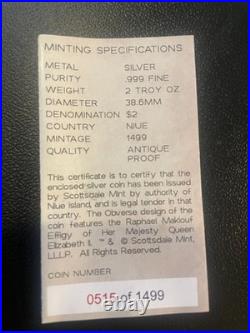 MINTING SPECIFICATIONS
METAL SILVER
PURITY .999 FINE
WEIGHT 2 TROY OZ
DIAMETER 38.6MM
DENOMINATION $2
COUNTRY NIUE
MINTAGE 1499
QUALITY ANTIQUE
PROOF
This certificate is to certify that the
enclosed silver coin has been issued
by Scottsdale Mint by authority of
Niue Island, and is legal tender in that
country. The Obverse design of the
coin features the Raphael Maklouf
Effigy of Her Majesty Queen
Elizabeth II. ™ & © Scottsdale Mint,
LLLP. All Rights Reserved.
COIN NUMBER
0515 of 1499